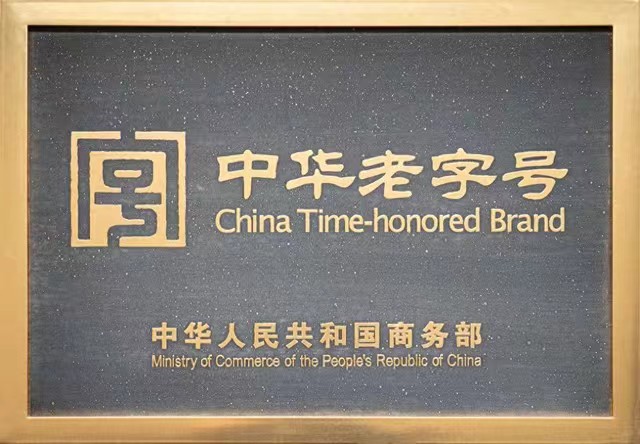 号
中华老字号
China Time-honored Brand
中华人民共和国商务部
Ministry of Commerce of the People's Republic of China